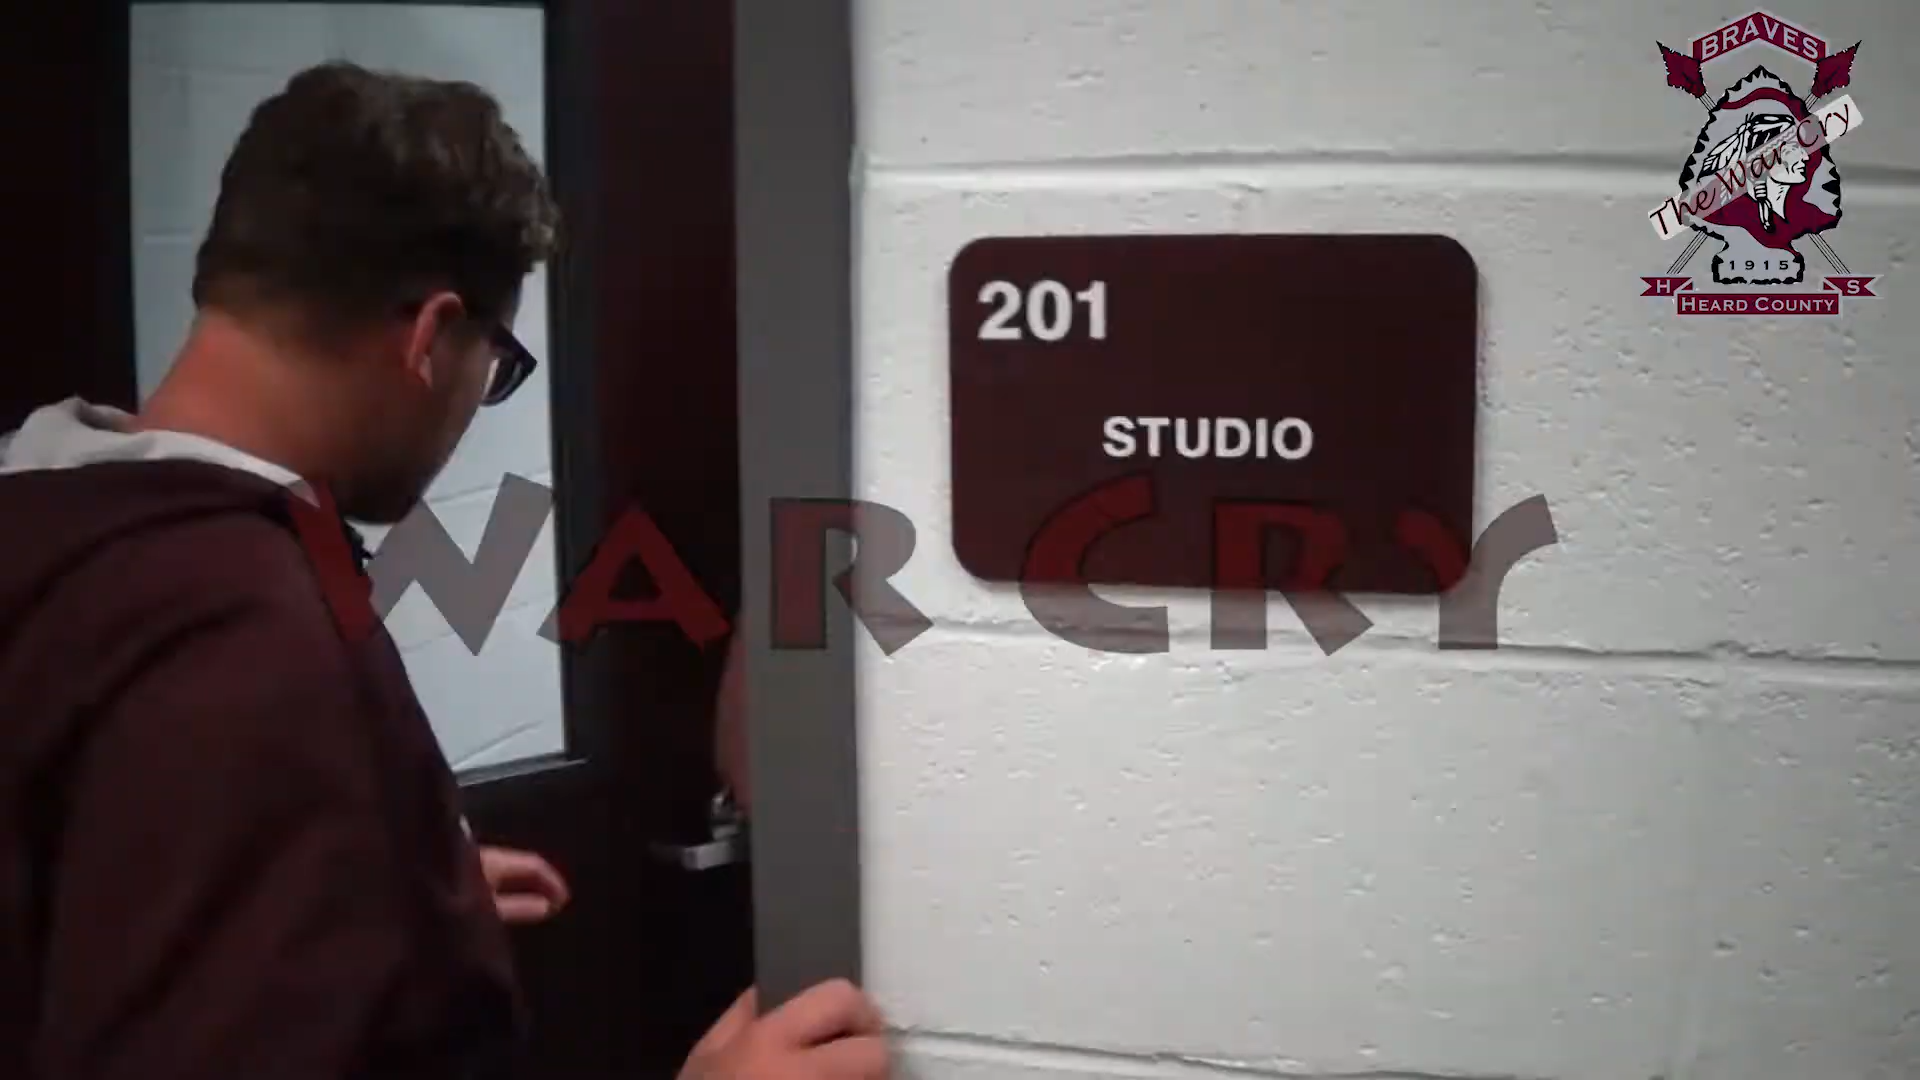 BRAVES
The War Cry
1915
H S
HEARD COUNTY
201
STUDIO
WAR CRY